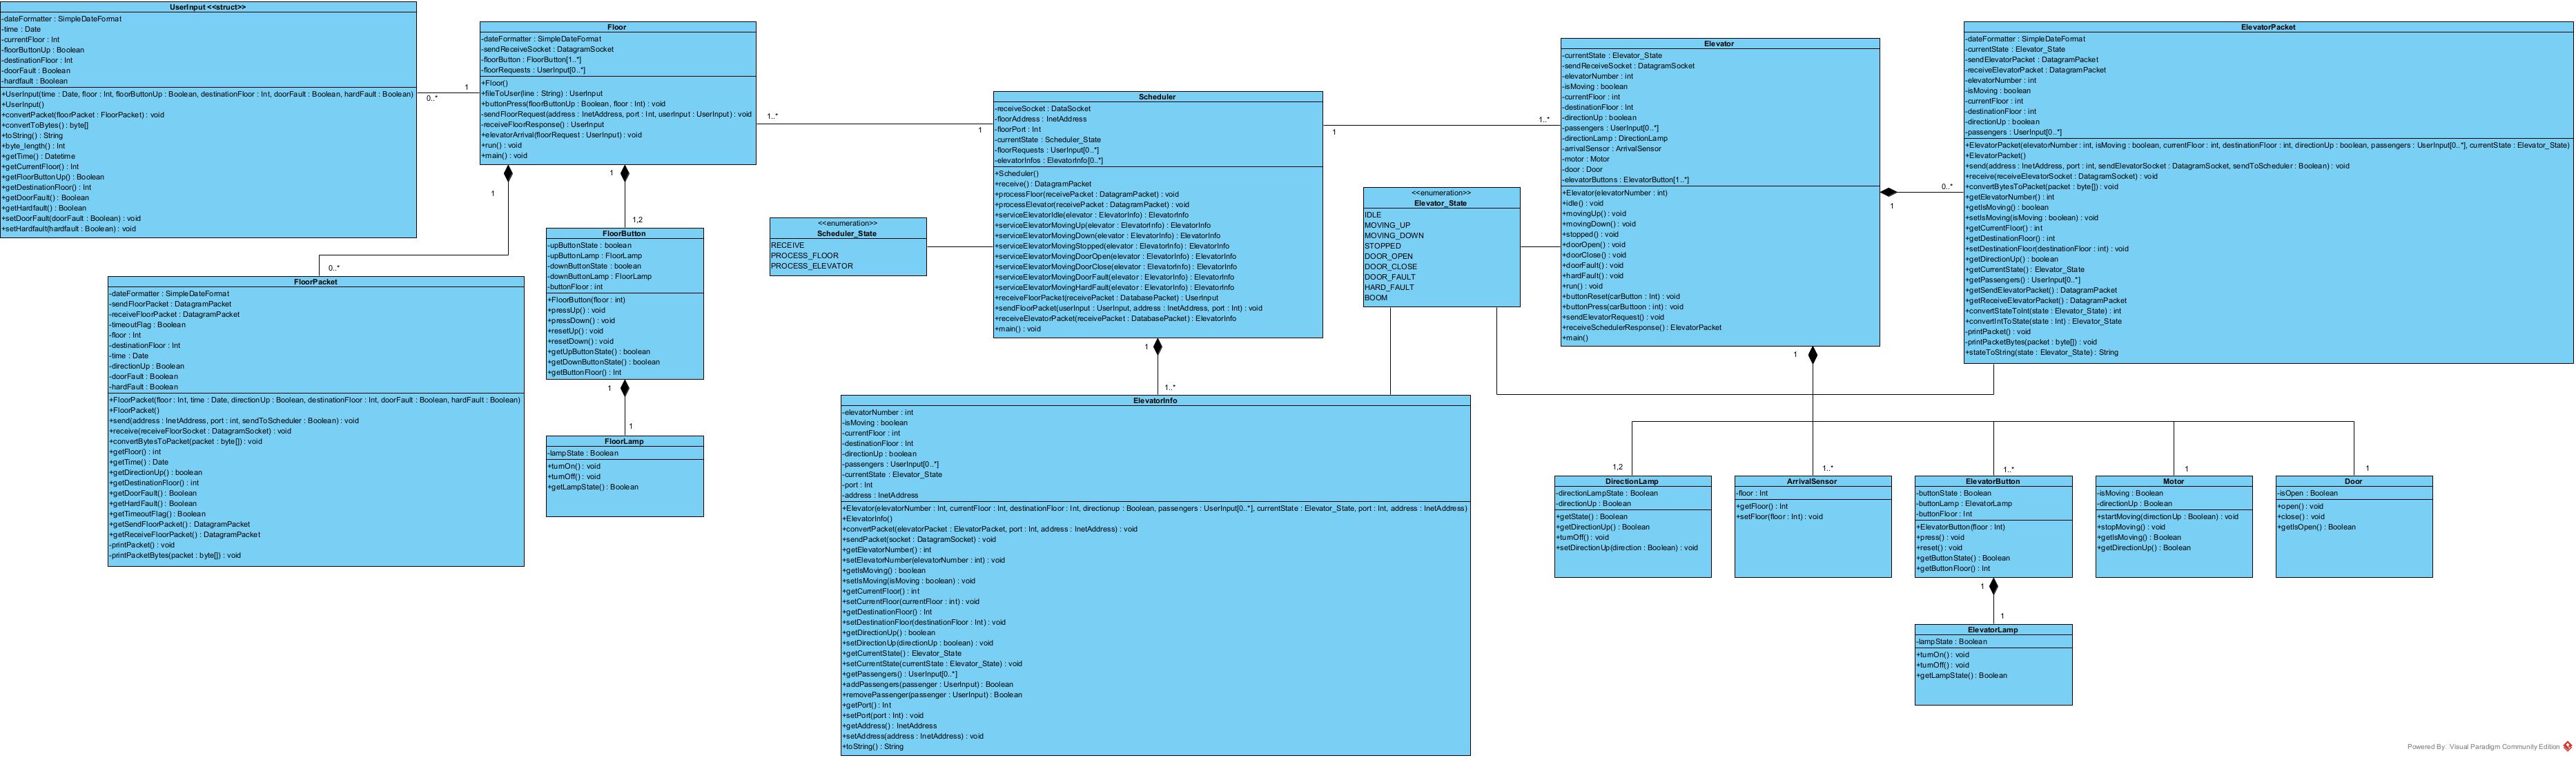 UserInput <<struct>>
-dateFormatter : SimpleDateFormat
-time : Date
-currentFloor : Int
-floorButtonUp : Boolean
-destinationFloor : Int
-doorFault : Boolean
-hardfault : Boolean
+UserInput(time : Date, floor : Int, floorButtonUp : Boolean, destinationFloor : Int, doorFault : Boolean, hardFault : Boolean)
+UserInput()
+convertPacket(floorPacket : FloorPacket) : void
+convertToBytes() : byte[]
+toString() : String
+byte_length() : Int
+getTime() : Datetime
+getCurrentFloor() : Int
+getFloorButtonUp() : Boolean
+getDestinationFloor() : Int
+getDoorFault() : Boolean
+getHardfault() : Boolean
+setDoorFault(doorFault : Boolean) : void
+setHardfault(hardfault : Boolean) : void
0..*
1
Floor
-dateFormatter : SimpleDateFormat
-sendReceiveSocket : DatagramSocket
-floorButton : FloorButton[1..*]
-floorRequests : UserInput[0..*]
+Floor()
+fileToUser(line : String) : UserInput
+buttonPress(floorButtonUp : Boolean, floor : Int) : void
-sendFloorRequest(address : InetAddress, port : Int, userInput : UserInput) : void
-receiveFloorResponse() : UserInput
+elevatorArrival(floorRequest : UserInput) : void
+run() : void
+main() : void
1
0..*
1
1,2
1..*
1
FloorPacket
-dateFormatter : SimpleDateFormat
-sendFloorPacket : DatagramPacket
-receiveFloorPacket : DatagramPacket
-timeoutFlag : Boolean
-floor : Int
-destinationFloor : Int
-time : Date
-directionUp : Boolean
-doorFault : Boolean
-hardFault : Boolean
+FloorPacket(floor : Int, time : Date, directionUp : Boolean, destinationFloor : Int, doorFault : Boolean, hardFault : Boolean)
+FloorPacket()
+send(address : InetAddress, port : int, sendToScheduler : Boolean) : void
+receive(receiveFloorSocket : DatagramSocket) : void
+convertBytesToPacket(packet : byte[]) : void
+getFloor() : int
+getTime() : Date
+getDirectionUp() : boolean
+getDestinationFloor() : int
+getDoorFault() : Boolean
+getHardFault() : Boolean
+getTimeoutFlag() : Boolean
+getSendFloorPacket() : DatagramPacket
+getReceiveFloorPacket() : DatagramPacket
-printPacket() : void
-printPacketBytes(packet : byte[]) : void
FloorButton
-upButtonState : boolean
-upButtonLamp : FloorLamp
-downButtonState : boolean
-downButtonLamp : FloorLamp
-buttonFloor : int
+FloorButton(floor : int)
+pressUp() : void
+pressDown() : void
+resetUp() : void
+resetDown() : void
+getUpButtonState() : boolean
+getDownButtonState() : boolean
+getButtonFloor() : Int
1
1
FloorLamp
-lampState : Boolean
+turnOn() : void
+turnOff() : void
+getLampState() : Boolean
<<enumeration>>
Scheduler_State
RECEIVE
PROCESS_FLOOR
PROCESS_ELEVATOR
Scheduler
-receiveSocket : DataSocket
-floorAddress : InetAddress
-floorPort : Int
-currentState : Scheduler_State
-floorRequests : UserInput[0..*]
-elevatorInfos : ElevatorInfo[0..*]
+Scheduler()
+receive() : DatagramPacket
+processFloor(receivePacket : DatagramPacket) : void
+processElevator(receivePacket : DatagramPacket) : void
+serviceElevatorIdle(elevator : ElevatorInfo) : ElevatorInfo
+serviceElevatorMovingUp(elevator : ElevatorInfo) : ElevatorInfo
+serviceElevatorMovingDown(elevator : ElevatorInfo) : ElevatorInfo
+serviceElevatorMovingStopped(elevator : ElevatorInfo) : ElevatorInfo
+serviceElevatorMovingDoorOpen(elevator : ElevatorInfo) : ElevatorInfo
+serviceElevatorMovingDoorClose(elevator : ElevatorInfo) : ElevatorInfo
+serviceElevatorMovingDoorFault(elevator : ElevatorInfo) : ElevatorInfo
+serviceElevatorMovingHardFault(elevator : ElevatorInfo) : ElevatorInfo
+receiveFloorPacket(receivePacket : DatabasePacket) : UserInput
+sendFloorPacket(userInput : UserInput, address : InetAddress, port : Int) : void
+receiveElevatorPacket(receivePacket : DatabasePacket) : ElevatorInfo
+main() : void
1
1..*
1
1..*
<<enumeration>>
Elevator_State
IDLE
MOVING_UP
MOVING_DOWN
STOPPED
DOOR_OPEN
DOOR_CLOSE
DOOR_FAULT
HARD_FAULT
BOOM
ElevatorInfo
-elevatorNumber : int
-isMoving : boolean
-currentFloor : int
-destinationFloor : Int
-directionUp : boolean
-passengers : UserInput[0..*]
-currentState : Elevator_State
-port : Int
-address : InetAddress
+Elevator(elevatorNumber : Int, currentFloor : Int, destinationFloor : Int, directionup : Boolean, passengers : UserInput[0..*], currentState : Elevator_State, port : Int, address : InetAddress)
+ElevatorInfo()
+convertPacket(elevatorPacket : ElevatorPacket, port : Int, address : InetAddress) : void
+sendPacket(socket : DatagramSocket) : void
+getElevatorNumber() : int
+setElevatorNumber(elevatorNumber : int) : void
+getIsMoving() : boolean
+setIsMoving(isMoving : boolean) : void
+getCurrentFloor() : int
+setCurrentFloor(currentFloor : int) : void
+getDestinationFloor() : Int
+setDestinationFloor(destinationFloor : Int) : void
+getDirectionUp() : boolean
+setDirectionUp(directionUp : boolean) : void
+getCurrentState() : Elevator_State
+setCurrentState(currentState : Elevator_State) : void
+getPassengers() : UserInput[0..*]
+addPassengers(passenger : UserInput) : Boolean
+removePassenger(passenger : UserInput) : Boolean
+getPort() : Int
+setPort(port : Int) : void
+getAddress() : InetAddress
+setAddress(address : InetAddress) : void
+toString() : String
Elevator
-currentState : Elevator_State
-sendReceiveSocket : DatagramSocket
-elevatorNumber : int
-isMoving : boolean
-currentFloor : int
-destinationFloor : Int
-directionUp : boolean
-passengers : UserInput[0..*]
-directionLamp : DirectionLamp
-arrivalSensor : ArrivalSensor
-motor : Motor
-door : Door
-elevatorButtons : ElevatorButton[1..*]
+Elevator(elevatorNumber : int)
+idle() : void
+movingUp() : void
+movingDown() : void
+stopped() : void
+doorOpen() : void
+doorClose() : void
+doorFault() : void
+hardFault() : void
+run() : void
+buttonReset(carButton : Int) : void
+buttonPress(carButton : int) : void
+sendElevatorRequest() : void
+receiveSchedulerResponse() : ElevatorPacket
+main()
1
0..*
1
ElevatorPacket
-dateFormatter : SimpleDateFormat
-currentState : Elevator_State
-sendElevatorPacket : DatagramPacket
-receiveElevatorPacket : DatagramPacket
-elevatorNumber : int
-isMoving : boolean
-currentFloor : int
-destinationFloor : int
-directionUp : boolean
-passengers : UserInput[0..*]
+ElevatorPacket(elevatorNumber : int, isMoving : boolean, currentFloor : int, destinationFloor : int, directionUp : boolean, passengers : UserInput[0..*], currentState : Elevator_State)
+ElevatorPacket()
+send(address : InetAddress, port : int, sendElevatorSocket : DatagramSocket, sendToScheduler : Boolean) : void
+receive(receiveElevatorSocket) : void
+convertBytesToPacket(packet : byte[]) : void
+getElevatorNumber() : int
+getIsMoving() : boolean
+setIsMoving(isMoving : boolean) : void
+getCurrentFloor() : int
+getDestinationFloor() : int
+setDestinationFloor(destinationFloor : int) : void
+getDirectionUp() : boolean
+getCurrentState() : Elevator_State
+getPassengers() : UserInput[0..*]
+getSendElevatorPacket() : DatagramPacket
+getReceiveElevatorPacket() : DatagramPacket
+convertStateToInt(state : Elevator_State) : int
+convertIntToState(state : Int) : Elevator_State
-printPacket() : void
-printPacketBytes(packet : byte[]) : void
+stateToString(state : Elevator_State) : String
1,2
1..*
1..*
1
1
DirectionLamp
-directionLampState : Boolean
-directionUp : Boolean
+getState() : Boolean
+getDirectionUp() : Boolean
+turnOff() : void
+setDirectionUp(direction : Boolean) : void
ArrivalSensor
-floor : Int
+getFloor() : Int
+setFloor(floor : Int) : void
ElevatorButton
-buttonState : Boolean
-buttonLamp : ElevatorLamp
-buttonFloor : Int
+ElevatorButton(floor : Int)
+press() : void
+reset() : void
+getButtonState() : Boolean
+getButtonFloor() : Int
Motor
-isMoving : Boolean
-directionUp : Boolean
+startMoving(directionUp : Boolean) : void
+stopMoving() : void
+getIsMoving() : Boolean
+getDirectionUp() : Boolean
Door
-isOpen : Boolean
+open() : void
+close() : void
+getIsOpen() : Boolean
1
1
ElevatorLamp
-lampState : Boolean
+turnOn() : void
+turnOff() : void
+getLampState() : Boolean
Powered By: Visual Paradigm Community Edition